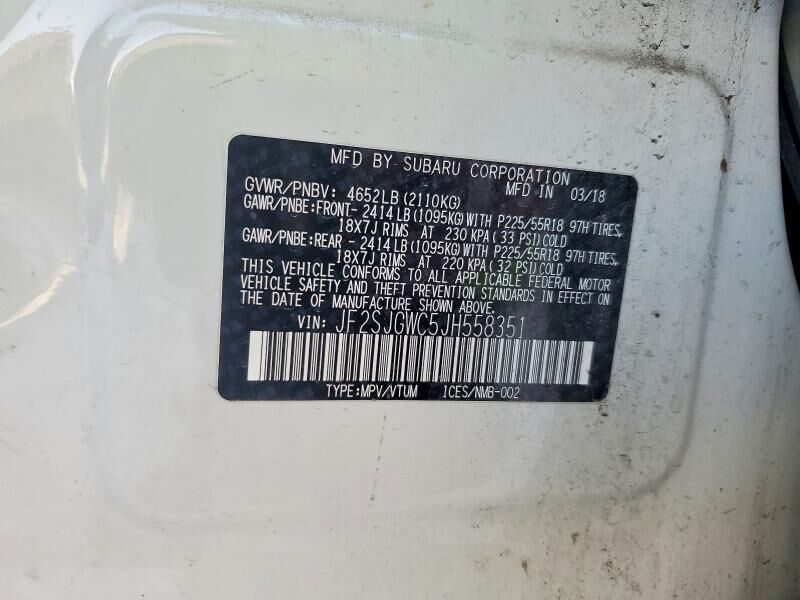 MFD BY SUBARU CORPORATION
GVWR/PNBV: 4652LB (2110KG) MFD IN 03/18
GAWR/PNBE:FRONT- 2414LB (1095KG) WITH P225/55R18 97H TIRES,
18X7J RIMS AT 230 KPA (33 PSI) COLD
GAWR/PNBE:REAR - 2414LB (1095KG) WITH P225/55R18 97H TIRES,
18X7J RIMS AT 220 KPA (32 PSI) COLD
THIS VEHICLE CONFORMS TO ALL APPLICABLE FEDERAL MOTOR
VEHICLE SAFETY AND THEFT PREVENTION STANDARDS IN EFFECT ON
THE DATE OF MANUFACTURE SHOWN ABOVE.
VIN: JF2SJGWC5JH558351
TYPE:MPV/VTUM ICES/NMB-002